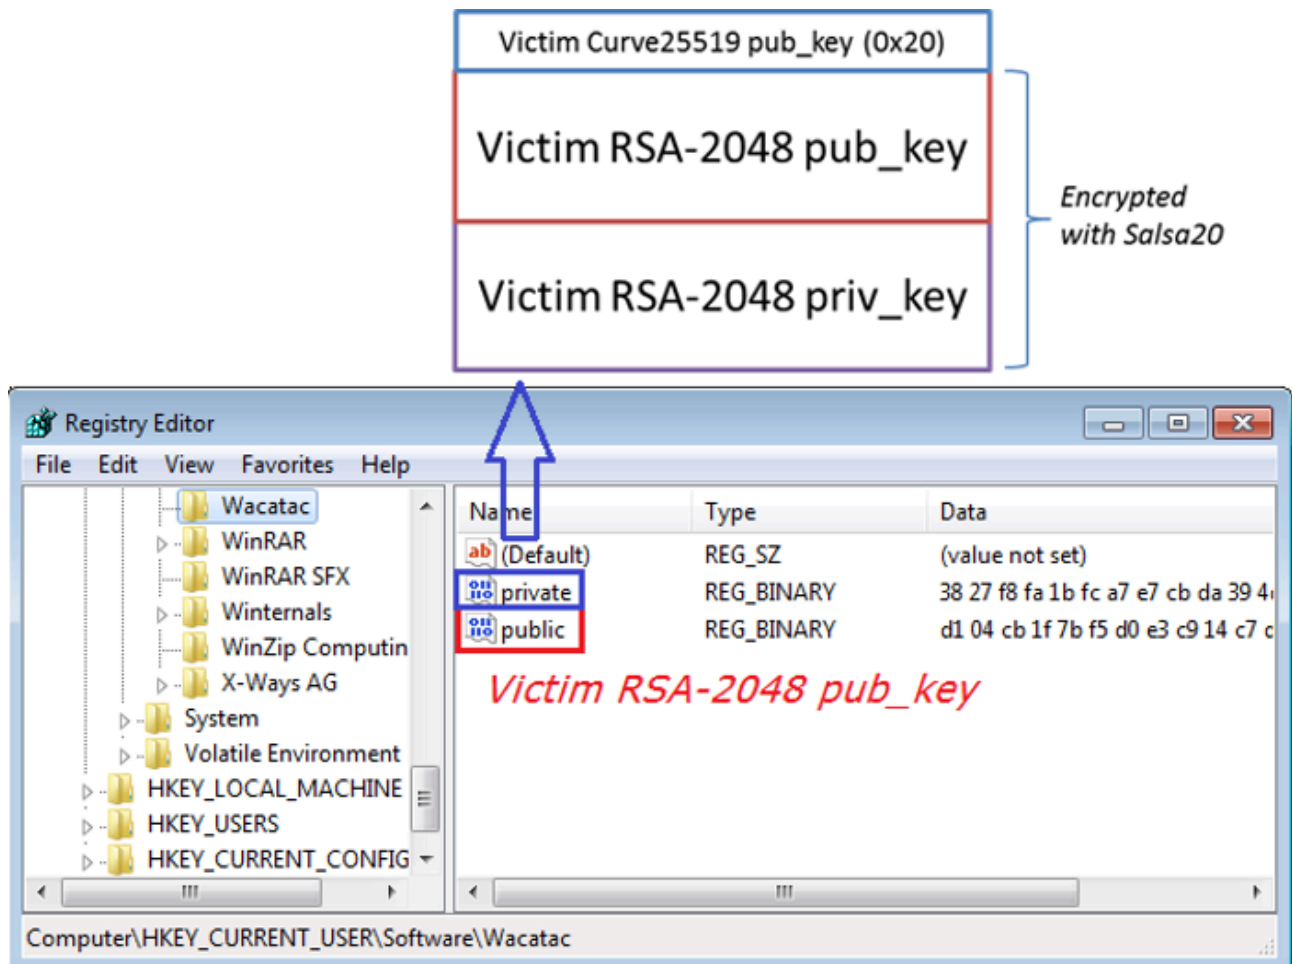 Victim Curve25519 pub_key (0x20)
Victim RSA-2048 pub_key
Encrypted
with Salsa20
Victim RSA-2048 priv_key
Registry Editor
File Edit View Favorites Help
Wacatac
WinRAR
WinRAR SFX
Winternals
WinZip Computin
X-Ways AG
System
Volatile Environment
HKEY_LOCAL_MACHINE
HKEY_USERS
HKEY_CURRENT_CONFIG
Name Type Data
(Default) REG_SZ (value not set)
private REG_BINARY 38 27 f8 fa 1b fc a7 e7 cb da 39
public REG_BINARY d1 04 cb 1f 7b f5 d0 e3 c9 14 c7
Victim RSA-2048 pub_key
Computer\HKEY_CURRENT_USER\Software\Wacatac